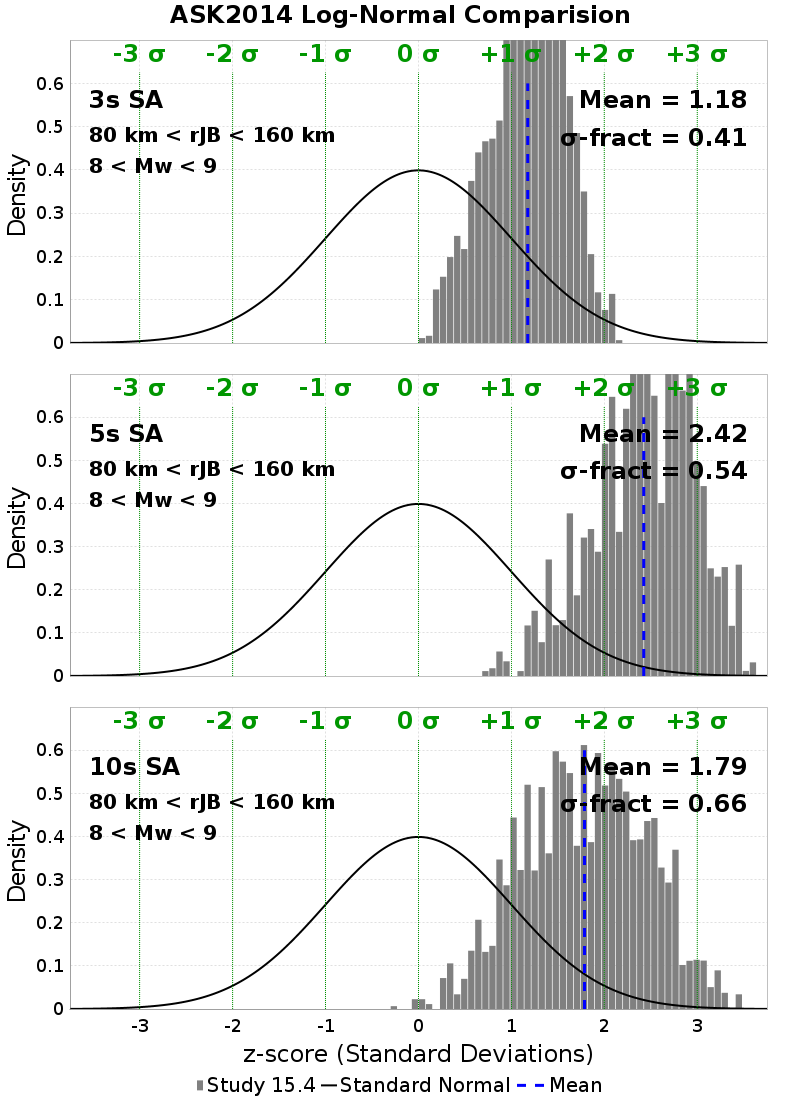 ASK2014 Log-Normal Comparision
-3 σ -2 σ -1 σ 0 σ +1 σ +2 σ +3 σ
3s SA
Mean = 1.18
80 km < rJB < 160 km
σ-fract = 0.41
8 < Mw < 9
Density
0.6
0.5
0.4
0.3
0.2
0.1
0
-3 σ -2 σ -1 σ 0 σ +1 σ +2 σ +3 σ
5s SA
Mean = 2.42
80 km < rJB < 160 km
σ-fract = 0.54
8 < Mw < 9
Density
0.6
0.5
0.4
0.3
0.2
0.1
0
-3 σ -2 σ -1 σ 0 σ +1 σ +2 σ +3 σ
10s SA
Mean = 1.79
80 km < rJB < 160 km
σ-fract = 0.66
8 < Mw < 9
Density
0.6
0.5
0.4
0.3
0.2
0.1
0
-3 -2 -1 0 1 2 3
z-score (Standard Deviations)
Study 15.4 Standard Normal Mean